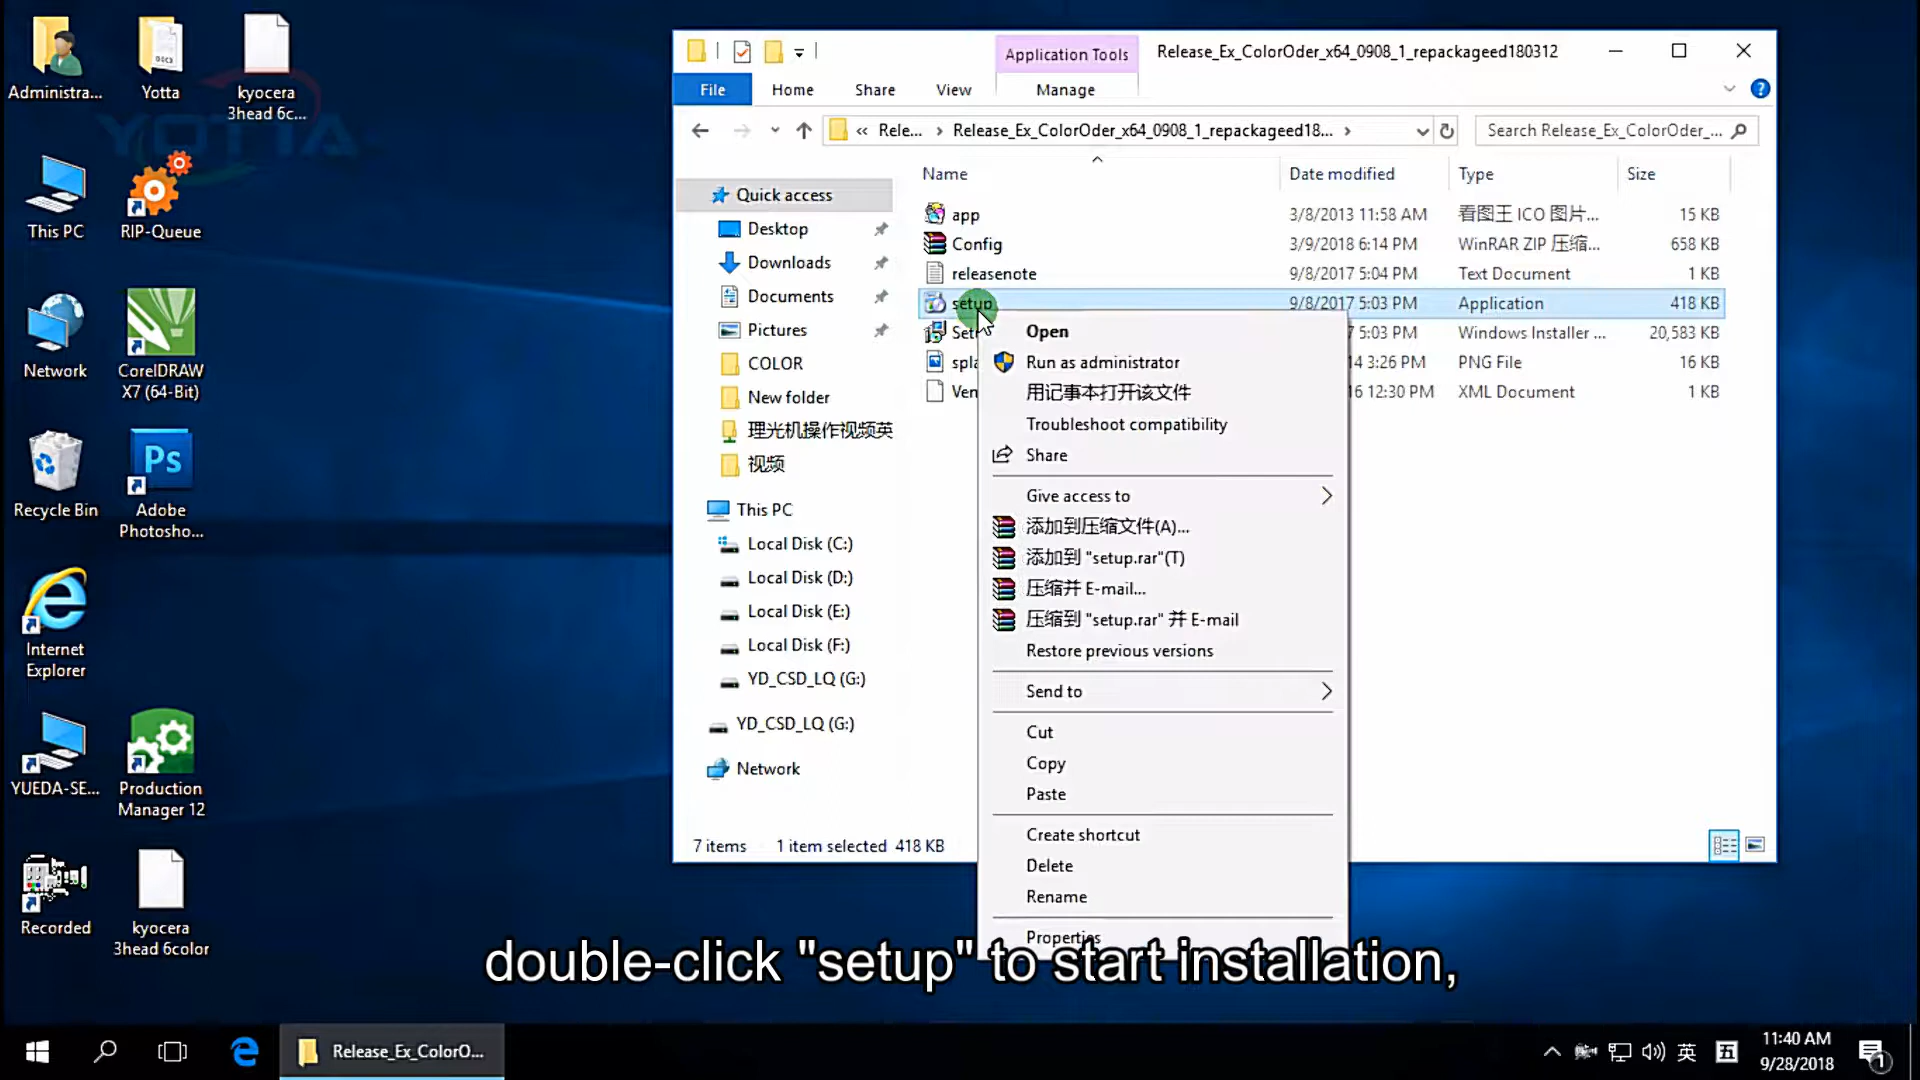 Administra...
Yotta
kyocera
3head 6c...
YOTTA
This PC
RIP-Queue
Network
CorelDRAW
X7 (64-Bit)
Recycle Bin
Ps
Adobe
Photosho...
Internet
Explorer
YUEDA-SE...
Production
Manager 12
Recorded
kyocera
3head 6color
Application Tools
Release_Ex_ColorOder_x64_0908_1_repackageed180312
File
Home
Share
View
Manage
« Rele... › Release_Ex_ColorOder_x64_0908_1_repackageed18... ›
Search Release_Ex_ColorOder_...
Name
Date modified
Type
Size
Quick access
Desktop
Downloads
Documents
Pictures
COLOR
New folder
理光机操作视频英
视频
This PC
Local Disk (C:)
Local Disk (D:)
Local Disk (E:)
Local Disk (F:)
YD_CSD_LQ (G:)
YD_CSD_LQ (G:)
Network
app 3/8/2013 11:58 AM 看图王 ICO 图片... 15 KB
Config 3/9/2018 6:14 PM WinRAR ZIP 压缩... 658 KB
releasenote 9/8/2017 5:04 PM Text Document 1 KB
setup 9/8/2017 5:03 PM Application 418 KB
Set 7 5:03 PM Windows Installer ... 20,583 KB
spla 14 3:26 PM PNG File 16 KB
Ven 16 12:30 PM XML Document 1 KB
Open
Run as administrator
用记事本打开该文件
Troubleshoot compatibility
Share
Give access to
添加到压缩文件(A)...
添加到 "setup.rar"(T)
压缩并 E-mail...
压缩到 "setup.rar" 并 E-mail
Restore previous versions
Send to
Cut
Copy
Paste
Create shortcut
Delete
Rename
Properties
7 items 1 item selected 418 KB
double-click "setup" to start installation,
Release_Ex_ColorO...
英
五
11:40 AM
9/28/2018
1